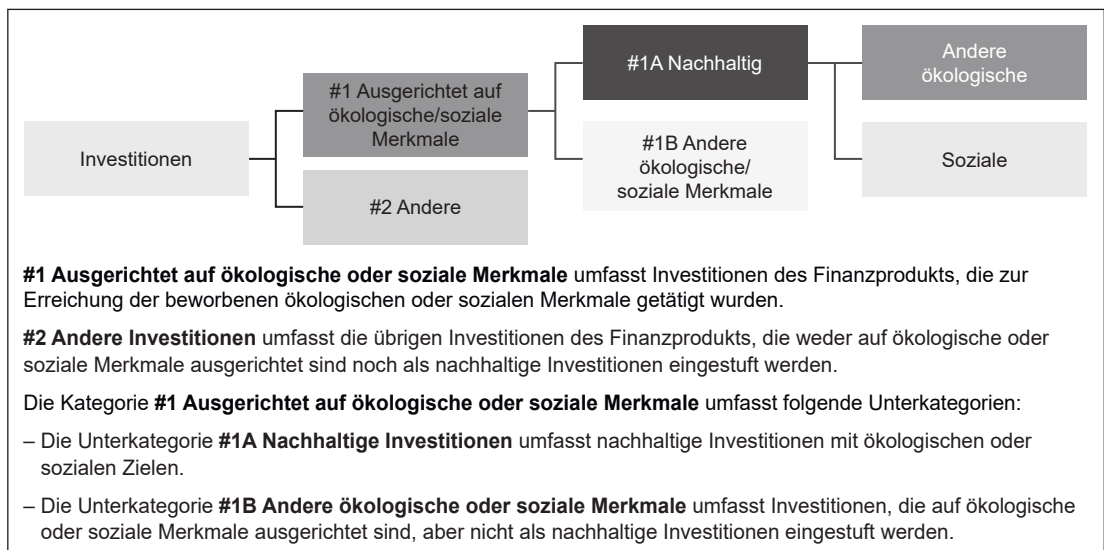 Investitionen
#1 Ausgerichtet auf
ökologische/soziale
Merkmale
#2 Andere
#1A Nachhaltig
#1B Andere
ökologische/
soziale Merkmale
Andere
ökologische
Soziale
#1 Ausgerichtet auf ökologische oder soziale Merkmale umfasst Investitionen des Finanzprodukts, die zur
Erreichung der beworbenen ökologischen oder sozialen Merkmale getätigt wurden.
#2 Andere Investitionen umfasst die übrigen Investitionen des Finanzprodukts, die weder auf ökologische oder
soziale Merkmale ausgerichtet sind noch als nachhaltige Investitionen eingestuft werden.
Die Kategorie #1 Ausgerichtet auf ökologische oder soziale Merkmale umfasst folgende Unterkategorien:
– Die Unterkategorie #1A Nachhaltige Investitionen umfasst nachhaltige Investitionen mit ökologischen oder
sozialen Zielen.
– Die Unterkategorie #1B Andere ökologische oder soziale Merkmale umfasst Investitionen, die auf ökologische
oder soziale Merkmale ausgerichtet sind, aber nicht als nachhaltige Investitionen eingestuft werden.